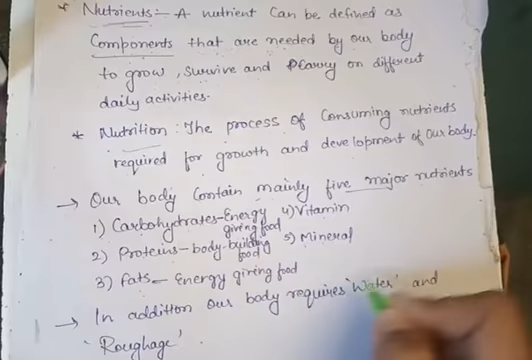 * Nutrients:- A nutrient can be defined as
Components that are needed by our body
to grow, survive and carry on different
daily activities.
* Nutrition: The process of consuming nutrients
required for growth and development of our body.
→ Our body contain mainly five major nutrients
1) Carbohydrates-Energy giving food 4) Vitamin
2) Proteins-body-building food 5) Mineral
3) fats- Energy giving food
→ In addition our body requires 'Water' and
'Roughage'.